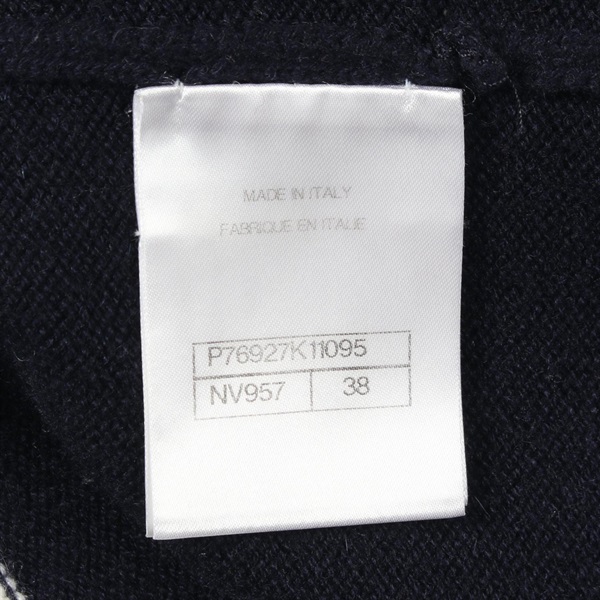 MADE IN ITALY
FABRIQUE EN ITALIE
P76927K11095
NV957 38